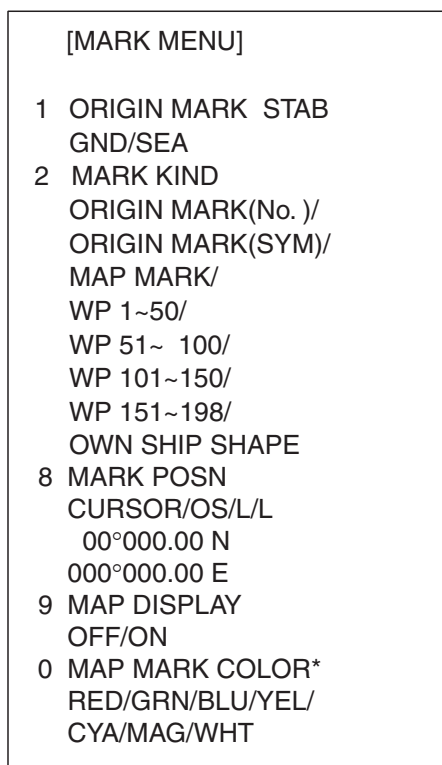 [MARK MENU]
1 ORIGIN MARK STAB
GND/SEA
2 MARK KIND
ORIGIN MARK(No. )/
ORIGIN MARK(SYM)/
MAP MARK/
WP 1~50/
WP 51~ 100/
WP 101~150/
WP 151~198/
OWN SHIP SHAPE
8 MARK POSN
CURSOR/OS/L/L
00°000.00 N
000°000.00 E
9 MAP DISPLAY
OFF/ON
0 MAP MARK COLOR*
RED/GRN/BLU/YEL/
CYA/MAG/WHT